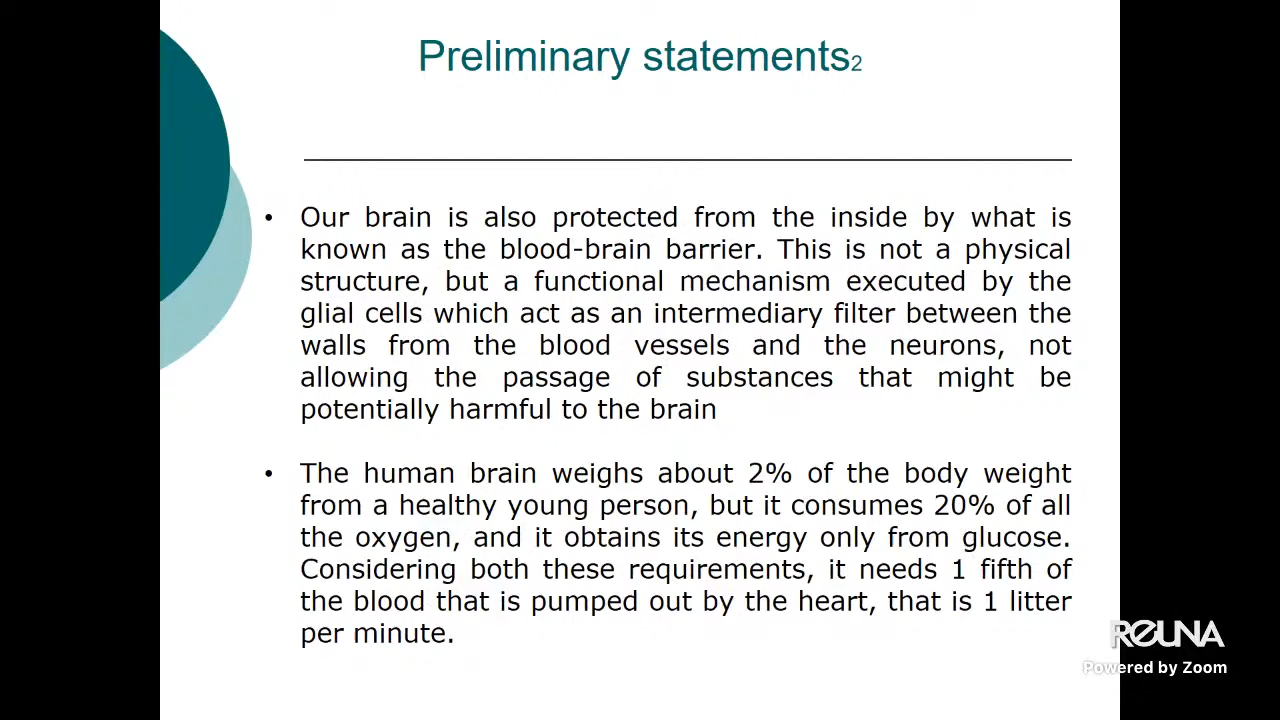 Preliminary statements2
• Our brain is also protected from the inside by what is
known as the blood-brain barrier. This is not a physical
structure, but a functional mechanism executed by the
glial cells which act as an intermediary filter between the
walls from the blood vessels and the neurons, not
allowing the passage of substances that might be
potentially harmful to the brain
• The human brain weighs about 2% of the body weight
from a healthy young person, but it consumes 20% of all
the oxygen, and it obtains its energy only from glucose.
Considering both these requirements, it needs 1 fifth of
the blood that is pumped out by the heart, that is 1 litter
per minute.
REUNA
Powered by Zoom